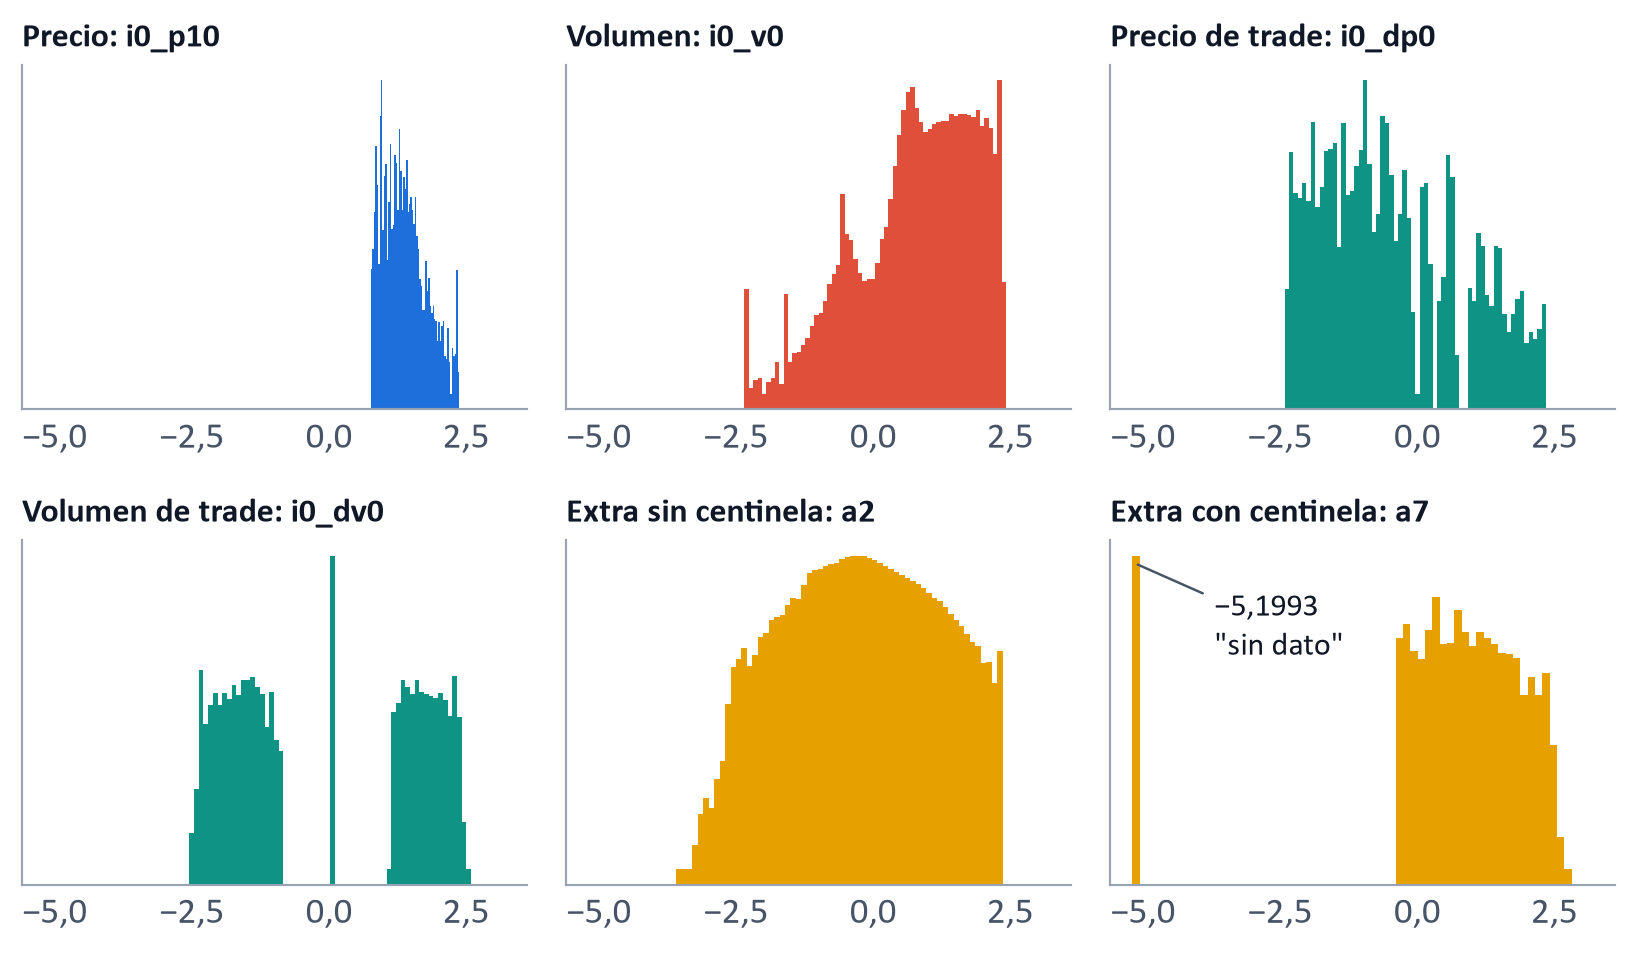 Precio: i0_p10
Volumen: i0_v0
Precio de trade: i0_dp0
−5,0 −2,5 0,0 2,5
−5,0 −2,5 0,0 2,5
−5,0 −2,5 0,0 2,5
Volumen de trade: i0_dv0
Extra sin centinela: a2
Extra con centinela: a7
−5,1993
"sin dato"
−5,0 −2,5 0,0 2,5
−5,0 −2,5 0,0 2,5
−5,0 −2,5 0,0 2,5